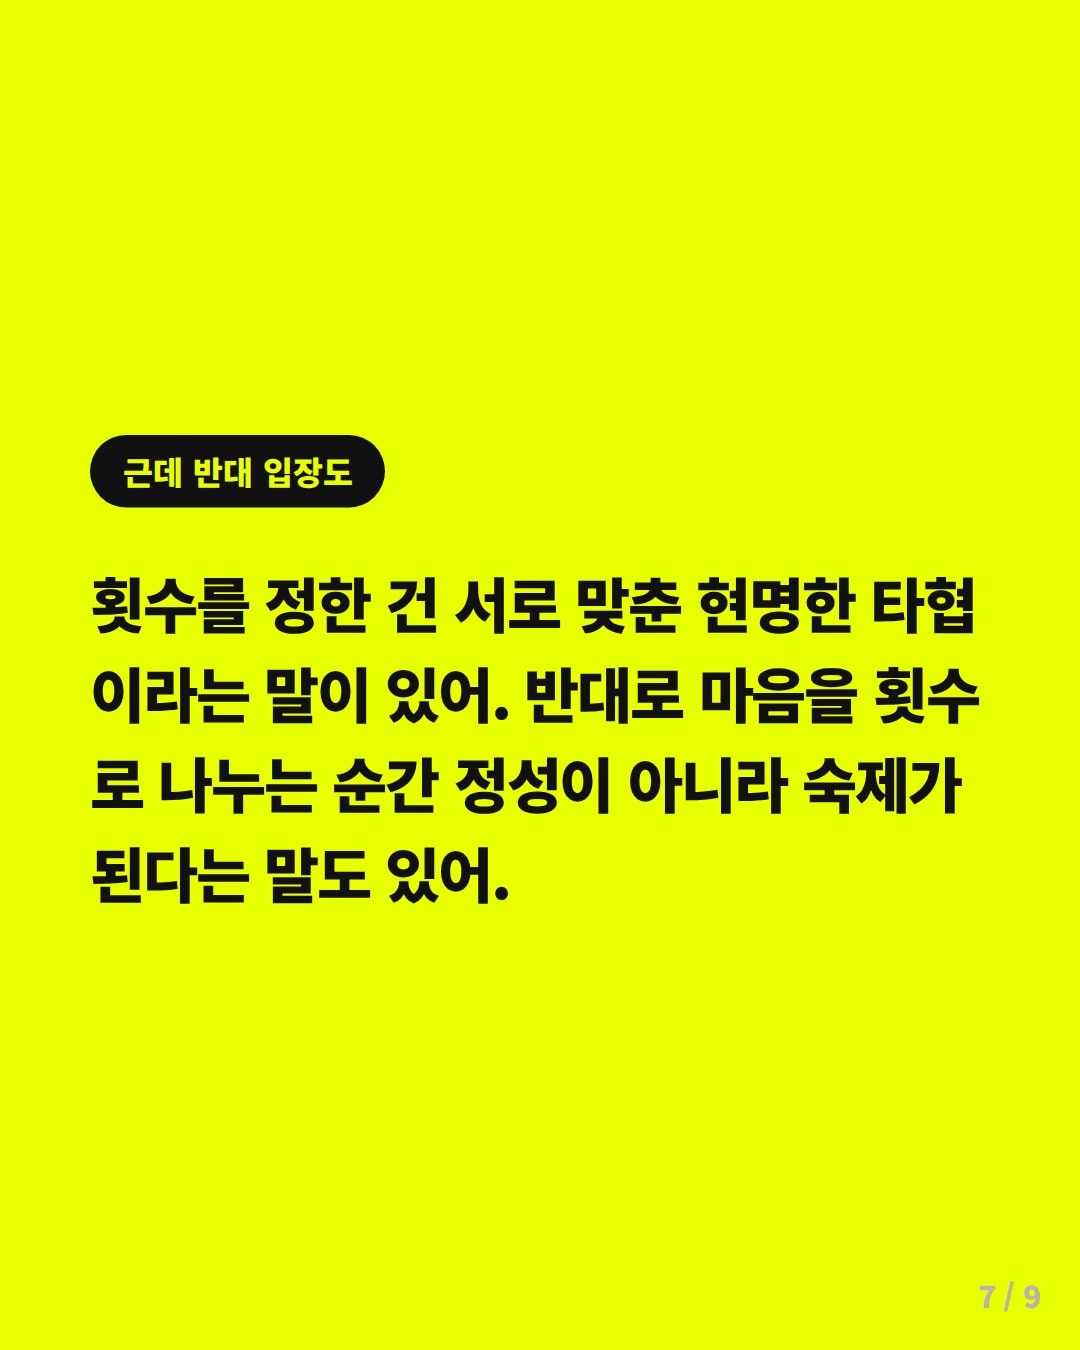 근데 반대 입장도
횟수를 정한 건 서로 맞춘 현명한 타협
이라는 말이 있어. 반대로 마음을 횟수
로 나누는 순간 정성이 아니라 숙제가
된다는 말도 있어.
7 / 9